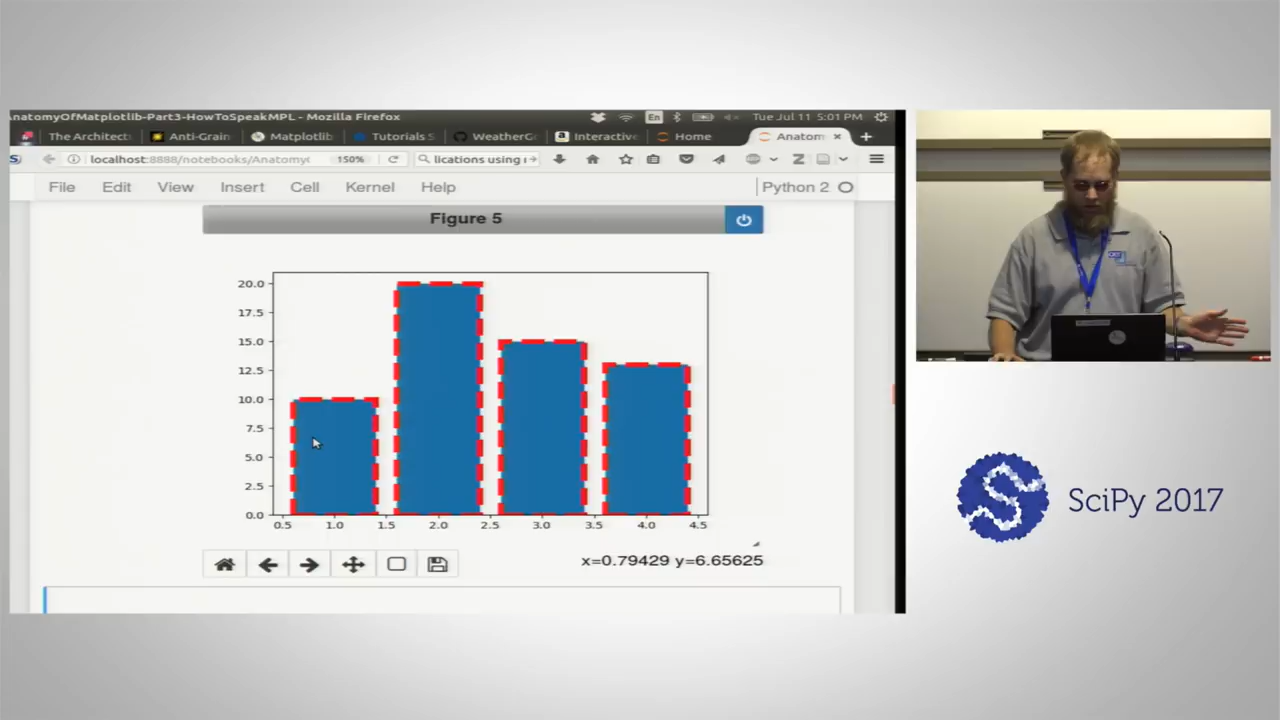 AnatomyOfMatplotlib-Part3-HowToSpeakMPL - Mozilla Firefox
En
Tue Jul 11 5:01 PM
The Architect
Anti-Grain
Matplotlib
Tutorials S
WeatherGr
Interactive
Home
Anatom
localhost:8888/notebooks/Anatomy
150%
lications using
File Edit View Insert Cell Kernel Help
Python 2
Figure 5
20.0
17.5
15.0
12.5
10.0
7.5
5.0
2.5
0.0
0.5 1.0 1.5 2.0 2.5 3.0 3.5 4.0 4.5
x=0.79429 y=6.65625
SciPy 2017